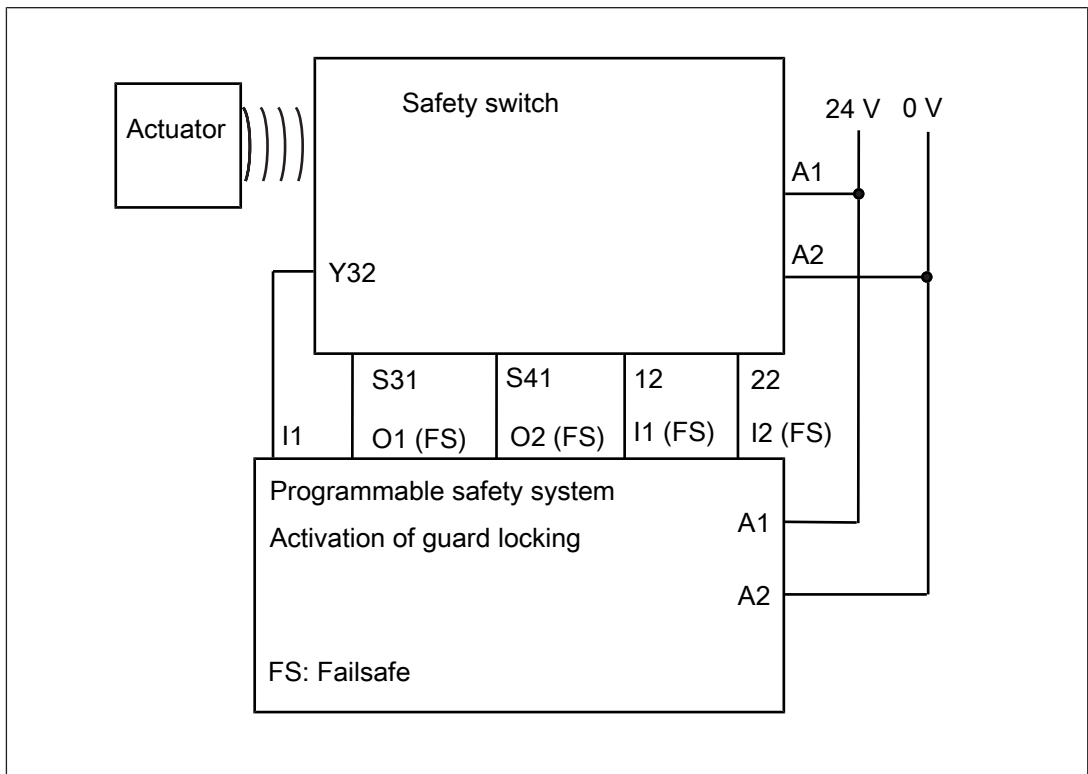 Actuator
Safety switch
24 V
0 V
A1
A2
Y32
S31
S41
12
22
I1
O1 (FS)
O2 (FS)
I1 (FS)
I2 (FS)
Programmable safety system
Activation of guard locking
A1
A2
FS: Failsafe